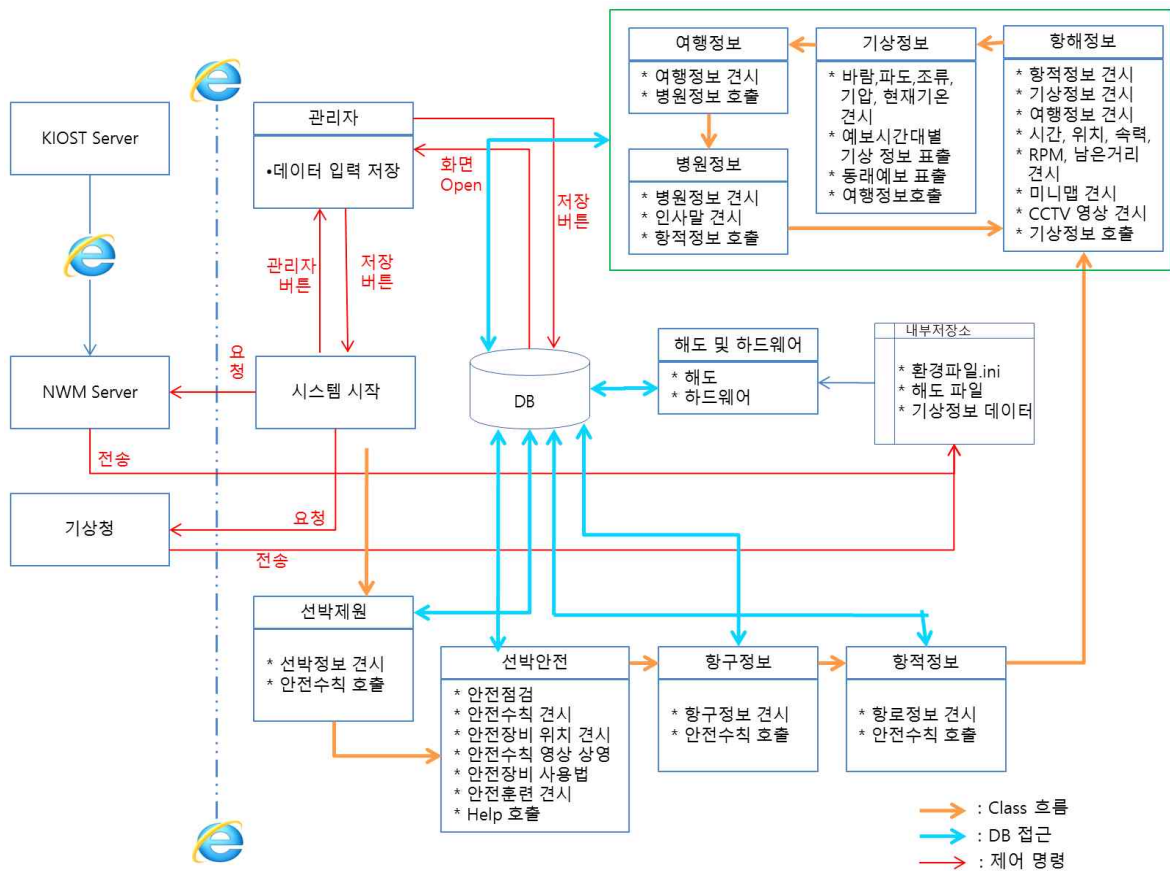 KIOST Server
NWM Server
기상청
관리자
•데이터 입력 저장
화면
Open
저장
버튼
관리자
버튼
저장
버튼
요
청
시스템 시작
전송
요청
전송
DB
여행정보
* 여행정보 견시
* 병원정보 호출
기상정보
* 바람,파도,조류,
기압, 현재기온
견시
* 예보시간대별
기상 정보 표출
* 동래예보 표출
* 여행정보호출
항해정보
* 항적정보 견시
* 기상정보 견시
* 여행정보 견시
* 시간, 위치, 속력,
* RPM, 남은거리
견시
* 미니맵 견시
* CCTV 영상 견시
* 기상정보 호출
병원정보
* 병원정보 견시
* 인사말 견시
* 항적정보 호출
해도 및 하드웨어
* 해도
* 하드웨어
내부저장소
* 환경파일.ini
* 해도 파일
* 기상정보 데이터
선박제원
* 선박정보 견시
* 안전수칙 호출
선박안전
* 안전점검
* 안전수칙 견시
* 안전장비 위치 견시
* 안전수칙 영상 상영
* 안전장비 사용법
* 안전훈련 견시
* Help 호출
항구정보
* 항구정보 견시
* 안전수칙 호출
항적정보
* 항로정보 견시
* 안전수칙 호출
: Class 흐름
: DB 접근
: 제어 명령